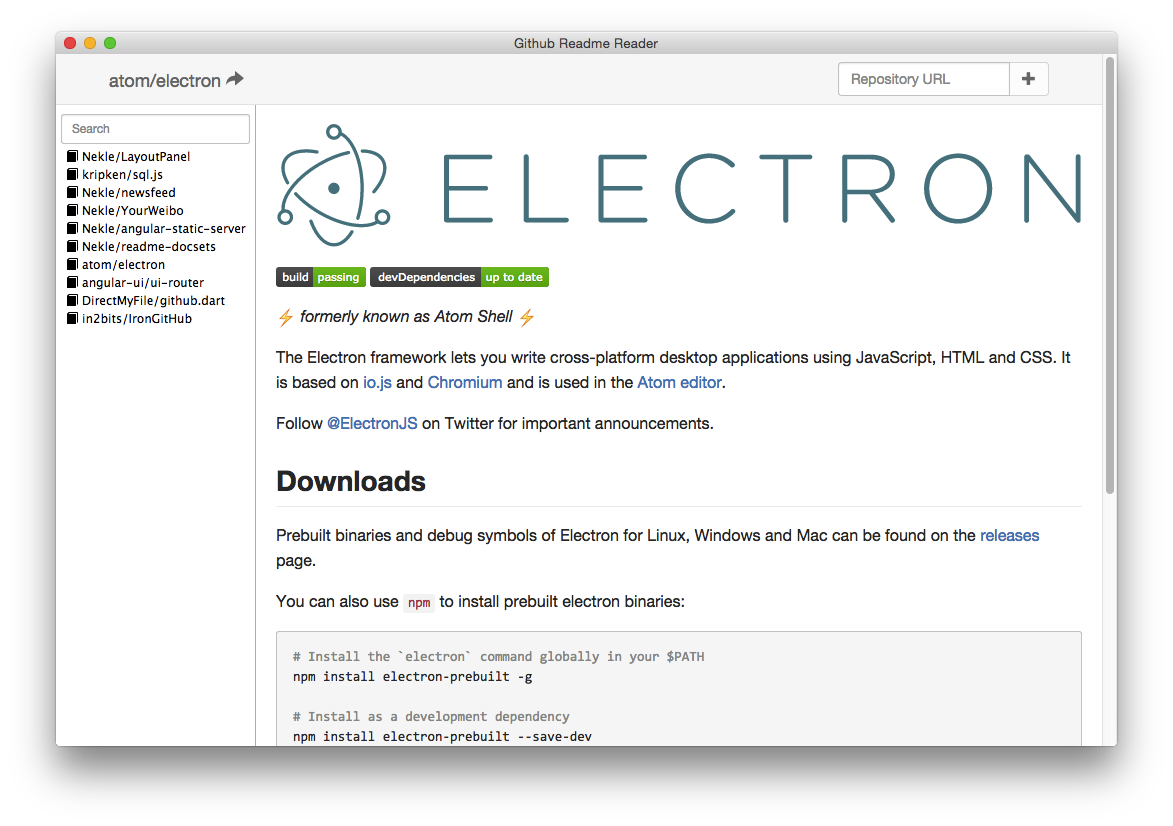 Github Readme Reader
atom/electron
Repository URL
Search
Nekle/LayoutPanel
kripken/sql.js
Nekle/newsfeed
Nekle/YourWeibo
Nekle/angular-static-server
Nekle/readme-docsets
atom/electron
angular-ui/ui-router
DirectMyFile/github.dart
in2bits/IronGitHub
ELECTRON
build passing devDependencies up to date
⚡ formerly known as Atom Shell ⚡
The Electron framework lets you write cross-platform desktop applications using JavaScript, HTML and CSS. It
is based on io.js and Chromium and is used in the Atom editor.
Follow @ElectronJS on Twitter for important announcements.
Downloads
Prebuilt binaries and debug symbols of Electron for Linux, Windows and Mac can be found on the releases
page.
You can also use npm to install prebuilt electron binaries:
# Install the `electron` command globally in your $PATH
npm install electron-prebuilt -g
# Install as a development dependency
npm install electron-prebuilt --save-dev